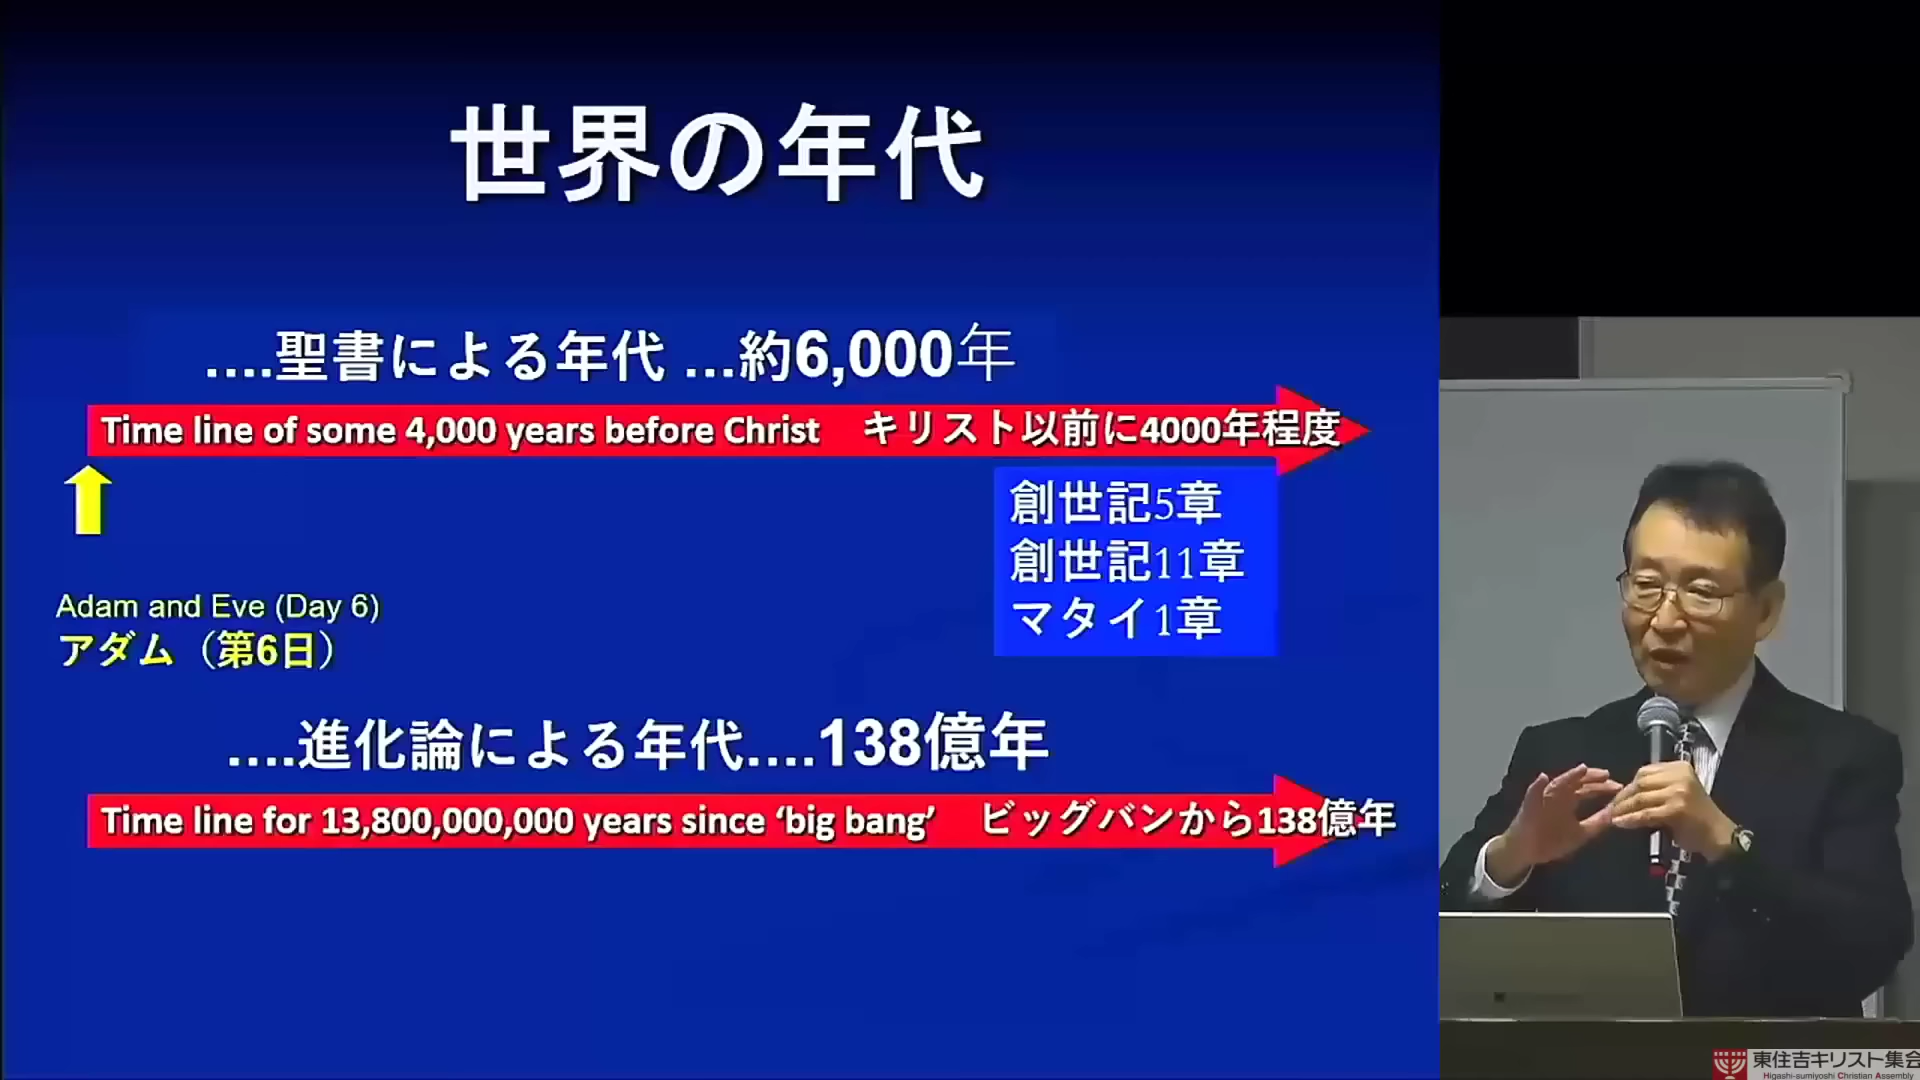 世界の年代
....聖書による年代 ...約6,000年
Time line of some 4,000 years before Christ キリスト以前に4000年程度
創世記5章
創世記11章
マタイ1章
Adam and Eve (Day 6)
アダム（第6日）
....進化論による年代....138億年
Time line for 13,800,000,000 years since ‘big bang’ ビッグバンから138億年
東住吉キリスト集会
Higashi-sumiyoshi Christian Assembly